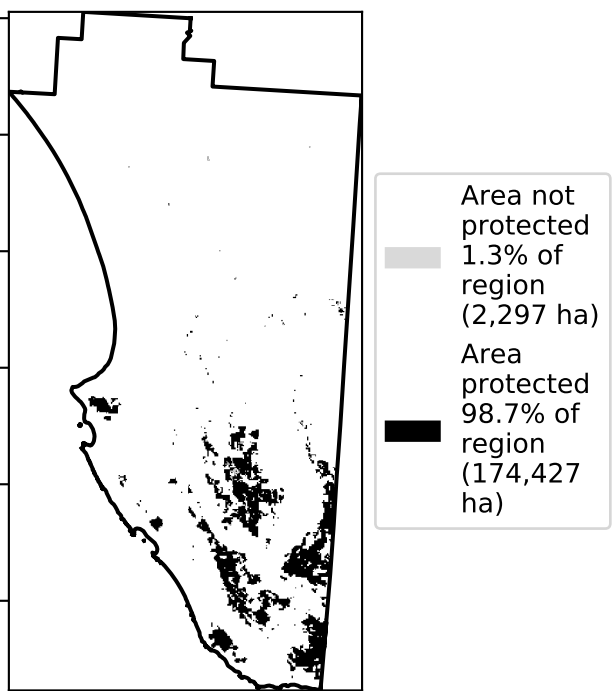 Area not
protected
1.3% of
region
(2,297 ha)
Area
protected
98.7% of
region
(174,427
ha)